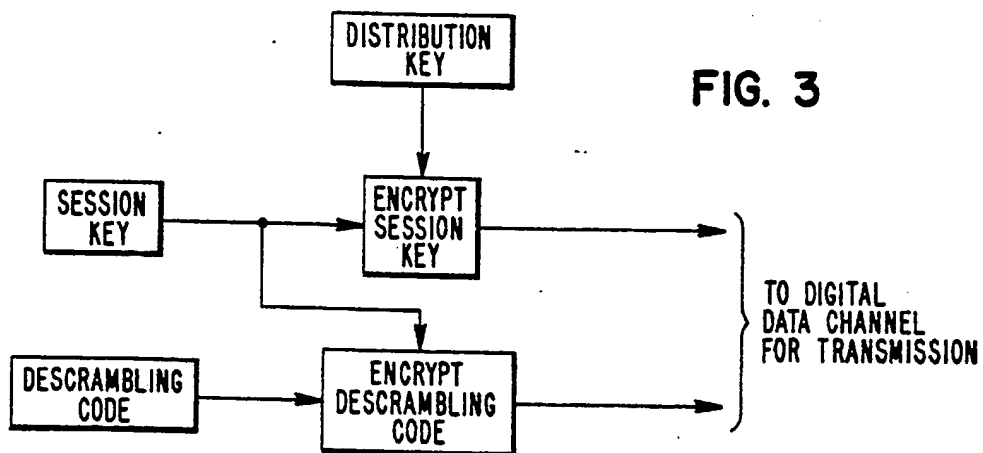 DISTRIBUTION
KEY
FIG. 3
SESSION
KEY
ENCRYPT
SESSION
KEY
TO DIGITAL
DATA CHANNEL
FOR TRANSMISSION
DESCRAMBLING
CODE
ENCRYPT
DESCRAMBLING
CODE